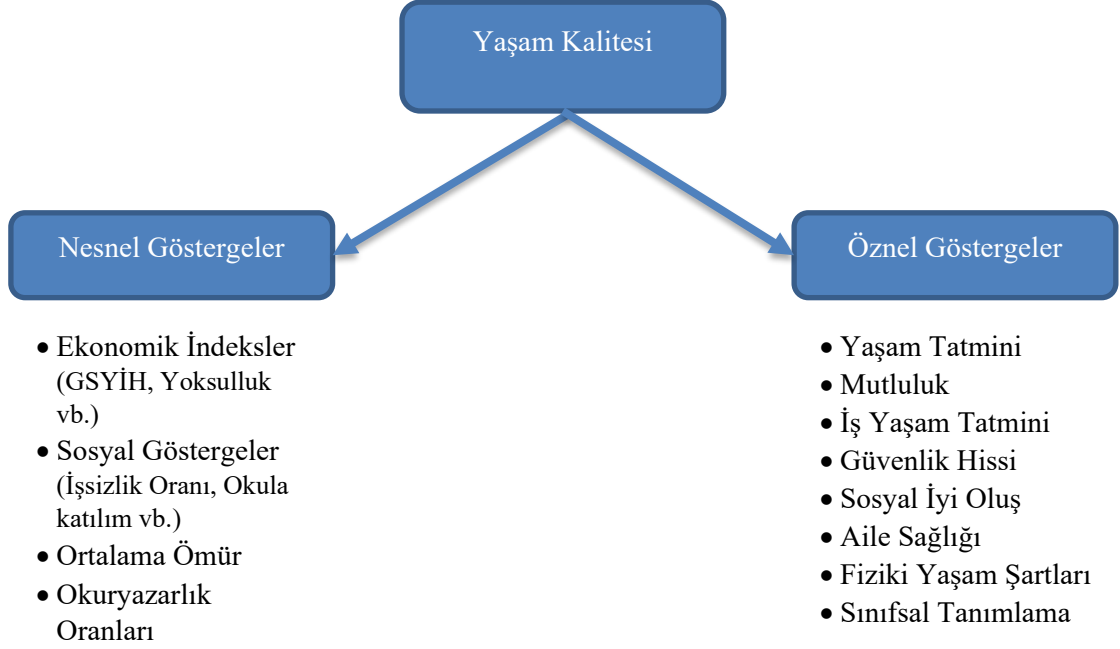 Yaşam Kalitesi
Nesnel Göstergeler
• Ekonomik İndeksler
(GSYİH, Yoksulluk
vb.)
• Sosyal Göstergeler
(İşsizlik Oranı, Okula
katılım vb.)
• Ortalama Ömür
• Okuryazarlık
Oranları
Öznel Göstergeler
• Yaşam Tatmini
• Mutluluk
• İş Yaşam Tatmini
• Güvenlik Hissi
• Sosyal İyi Oluş
• Aile Sağlığı
• Fiziki Yaşam Şartları
• Sınıfsal Tanımlama